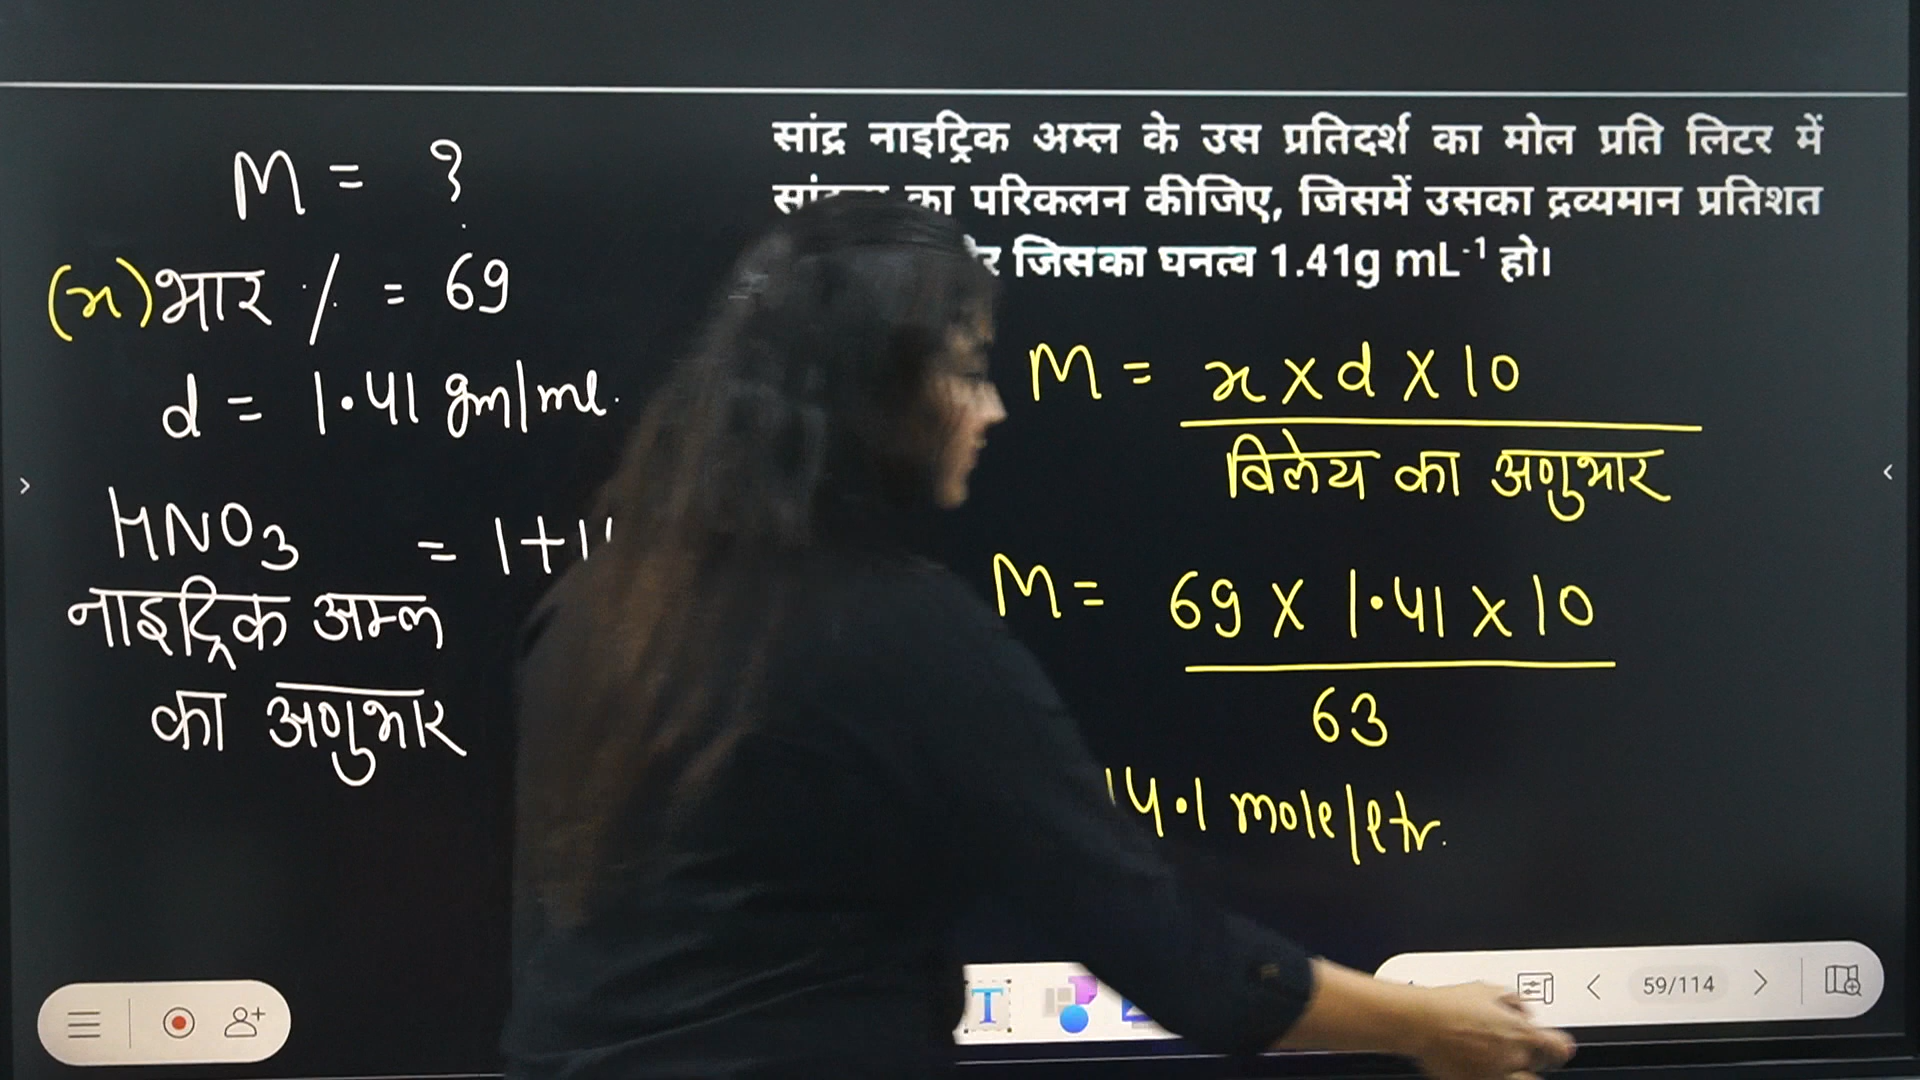 सांद्र नाइट्रिक अम्ल के उस प्रतिदर्श का मोल प्रति लिटर में
का परिकलन कीजिए, जिसमें उसका द्रव्यमान प्रतिशत
जिसका घनत्व 1.41g mL⁻¹ हो।
M = ?
(x) भार % = 69
d = 1.41 gm/ml.
HNO₃ = 1+1
नाइट्रिक अम्ल
का अणुभार
M = x × d × 10
विलेय का अणुभार
M = 69 × 1.41 × 10
63
14.1 mole/ltr.
T
59/114